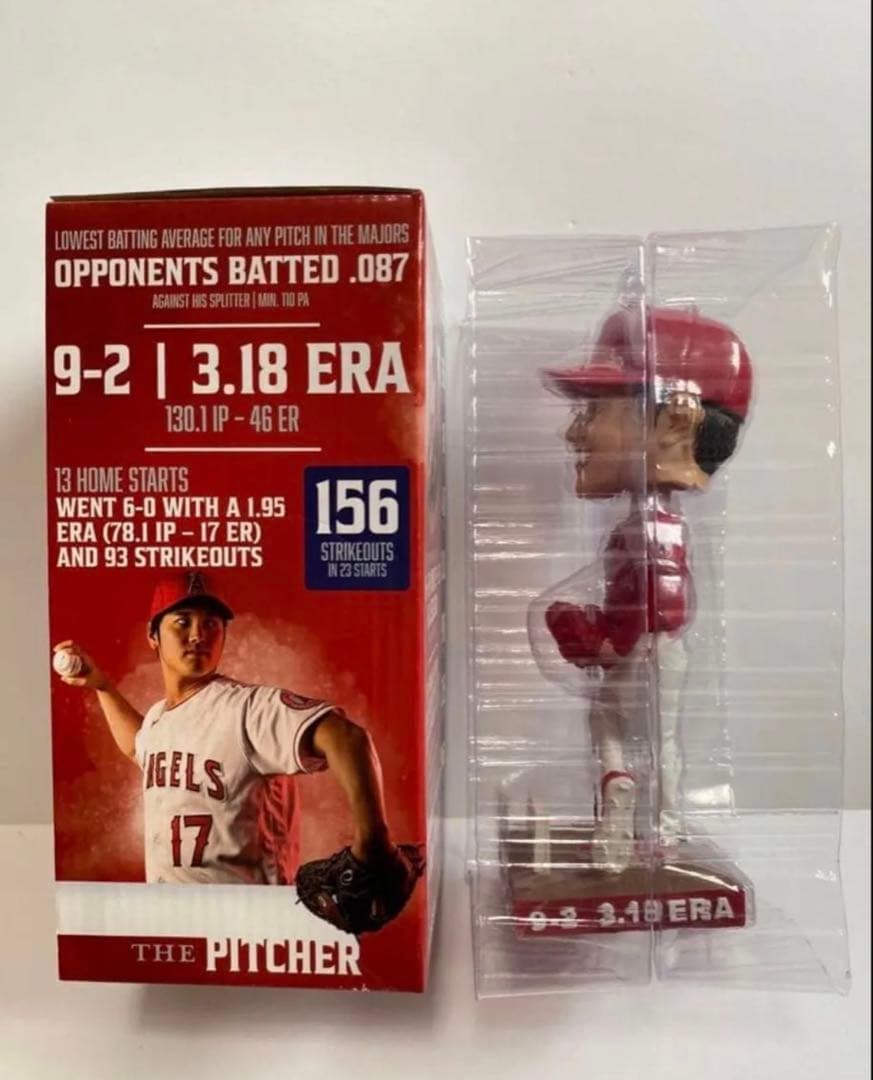 LOWEST BATTING AVERAGE FOR ANY PITCH IN THE MAJORS
OPPONENTS BATTED .087
AGAINST HIS SPLITTER | MIN. 110 PA
9-2 | 3.18 ERA
130.1 IP - 46 ER
13 HOME STARTS
WENT 6-0 WITH A 1.95
ERA (78.1 IP - 17 ER)
AND 93 STRIKEOUTS
156
STRIKEOUTS
IN 23 STARTS
A
NGELS
17
THE PITCHER
9-2 3.18 ERA